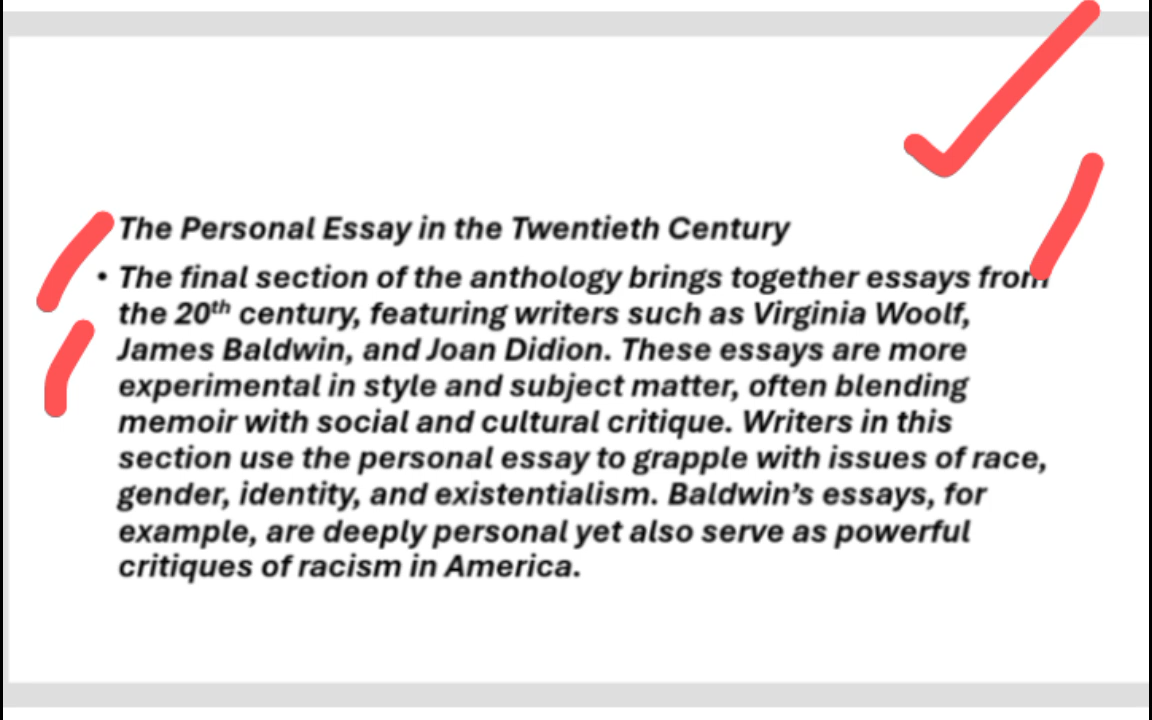 The Personal Essay in the Twentieth Century
• The final section of the anthology brings together essays from
the 20th century, featuring writers such as Virginia Woolf,
James Baldwin, and Joan Didion. These essays are more
experimental in style and subject matter, often blending
memoir with social and cultural critique. Writers in this
section use the personal essay to grapple with issues of race,
gender, identity, and existentialism. Baldwin’s essays, for
example, are deeply personal yet also serve as powerful
critiques of racism in America.